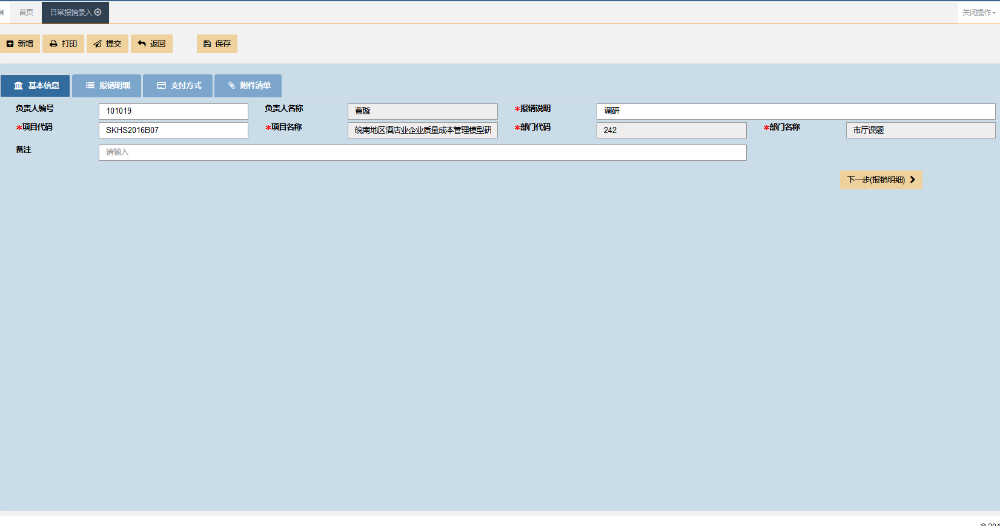 首页 日常报销录入 关闭操作
新增 打印 提交 返回 保存
基本信息 报销明细 支付方式 附件清单
负责人编号 101019 负责人名称 曹璇 *报销说明 调研
*项目代码 SKHS2016B07 *项目名称 皖南地区酒店业企业质量成本管理模型研 *部门代码 242 *部门名称 市厅课题
备注 请输入
下一步(报销明细)
© 201